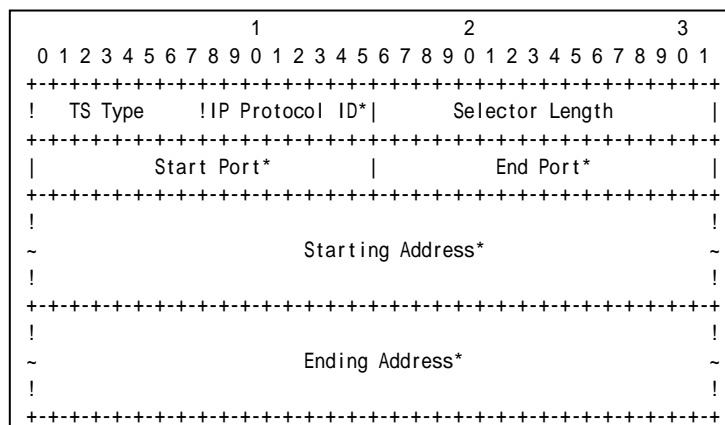 1                   2                   3
 0 1 2 3 4 5 6 7 8 9 0 1 2 3 4 5 6 7 8 9 0 1 2 3 4 5 6 7 8 9 0 1
+-+-+-+-+-+-+-+-+-+-+-+-+-+-+-+-+-+-+-+-+-+-+-+-+-+-+-+-+-+-+-+-+
!   TS Type     !IP Protocol ID*|       Selector Length         |
+-+-+-+-+-+-+-+-+-+-+-+-+-+-+-+-+-+-+-+-+-+-+-+-+-+-+-+-+-+-+-+-+
|           Start Port*         |           End Port*           |
+-+-+-+-+-+-+-+-+-+-+-+-+-+-+-+-+-+-+-+-+-+-+-+-+-+-+-+-+-+-+-+-+
!                                                               !
~                         Starting Address*                     ~
!                                                               !
+-+-+-+-+-+-+-+-+-+-+-+-+-+-+-+-+-+-+-+-+-+-+-+-+-+-+-+-+-+-+-+-+
!                                                               !
~                         Ending Address*                       ~
!                                                               !
+-+-+-+-+-+-+-+-+-+-+-+-+-+-+-+-+-+-+-+-+-+-+-+-+-+-+-+-+-+-+-+-+